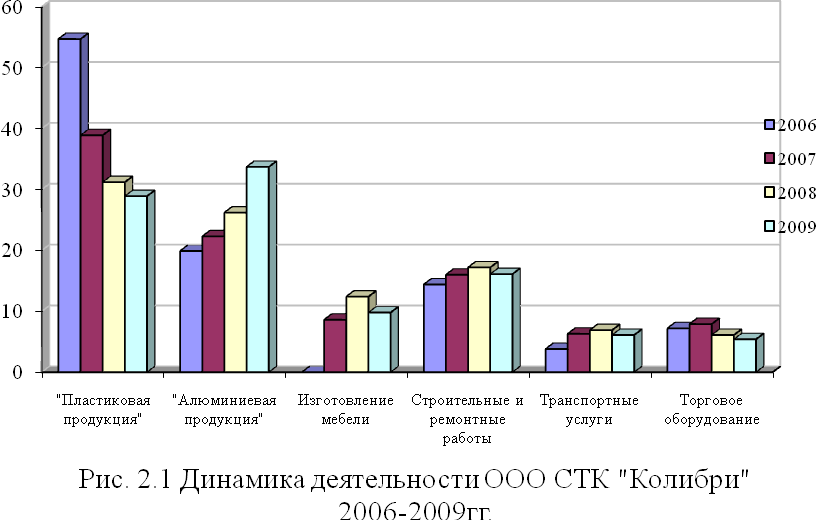 60
50
40
30
20
10
0
2006
2007
2008
2009
"Пластиковая
продукция"
"Алюминиевая
продукция"
Изготовление
мебели
Строительные и
ремонтные
работы
Транспортные
услуги
Торговое
оборудование
Рис. 2.1 Динамика деятельности ООО СТК "Колибри"
2006-2009гг.